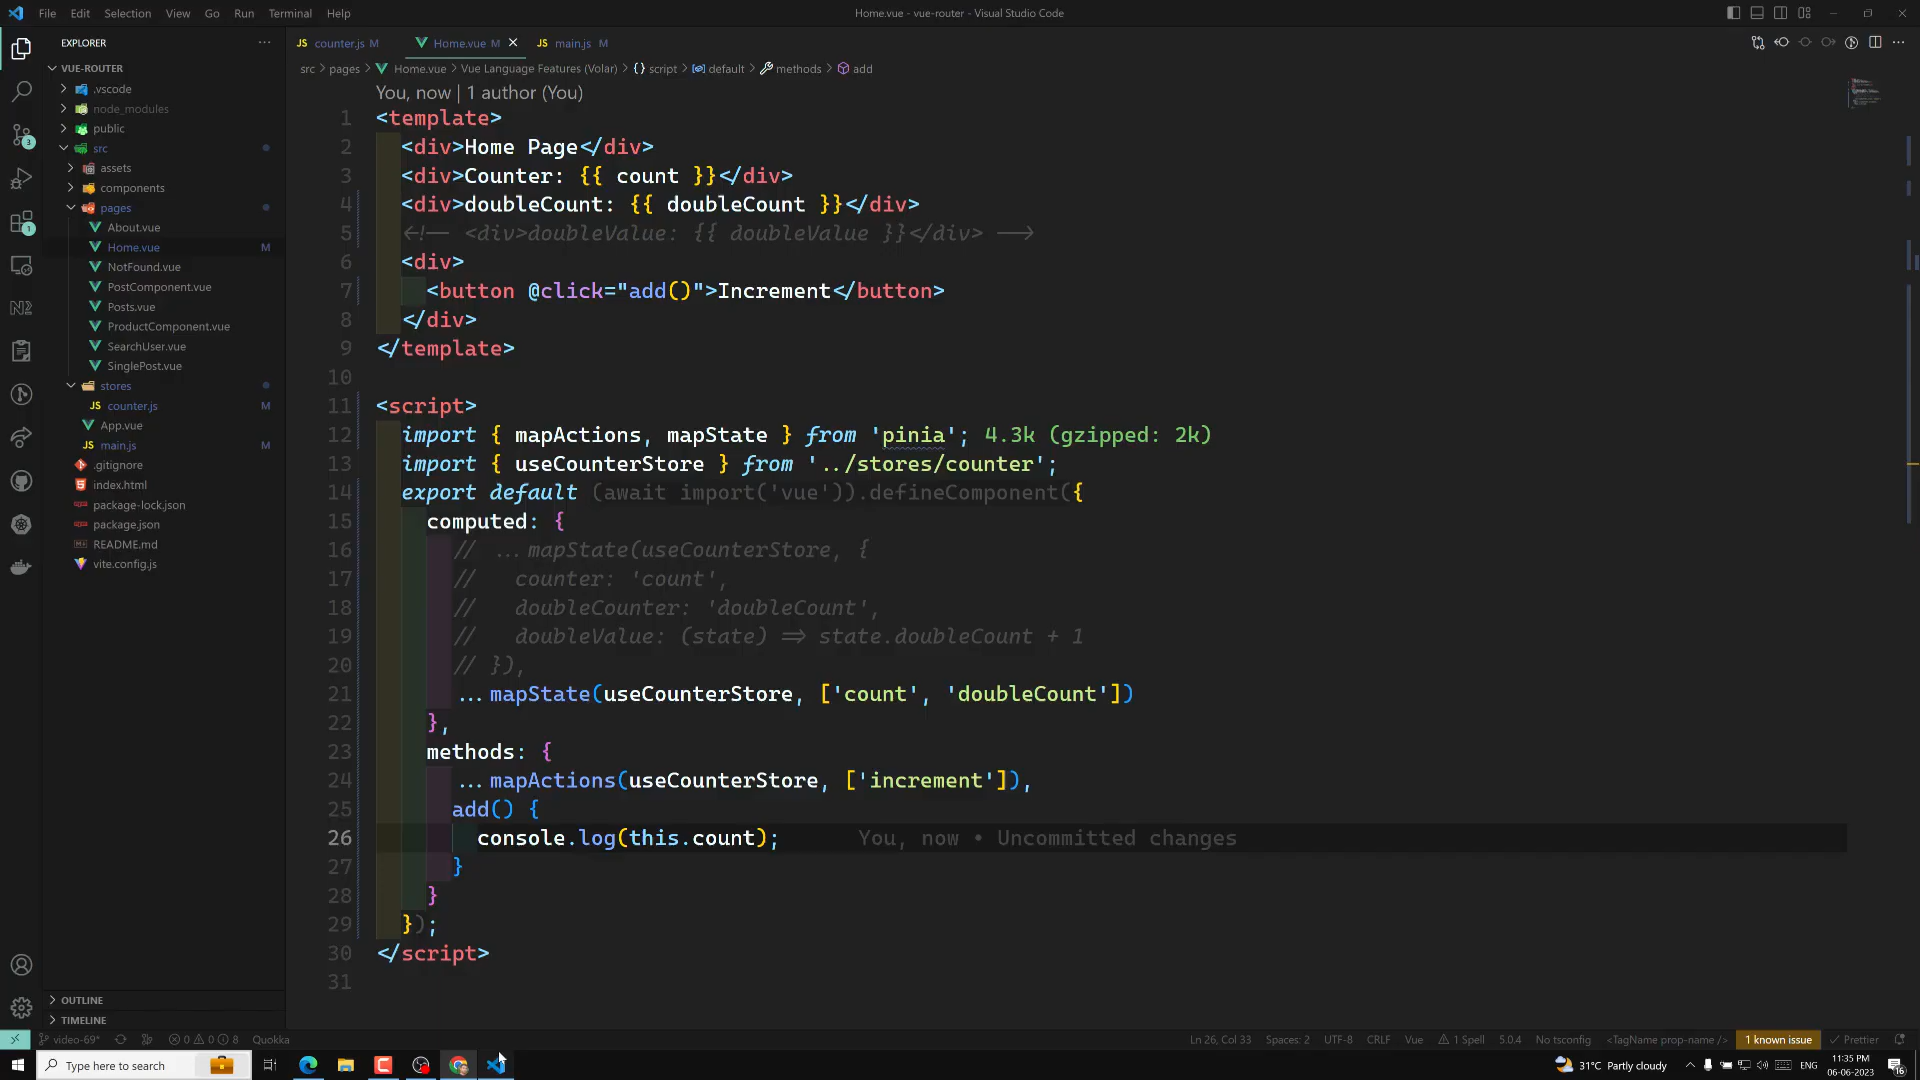 File Edit Selection View Go Run Terminal Help
Home.vue - vue-router - Visual Studio Code
EXPLORER
VUE-ROUTER
.vscode
node_modules
public
src
assets
components
pages
About.vue
Home.vue M
NotFound.vue
PostComponent.vue
Posts.vue
ProductComponent.vue
SearchUser.vue
SinglePost.vue
stores
JS counter.js M
App.vue
JS main.js M
.gitignore
index.html
package-lock.json
package.json
README.md
vite.config.js
OUTLINE
TIMELINE
3
1
JS counter.js M
Home.vue M
JS main.js M
src > pages > Home.vue > Vue Language Features (Volar) > {} script > default > methods > add
You, now | 1 author (You)
1 <template>
2 <div>Home Page</div>
3 <div>Counter: {{ count }}</div>
4 <div>doubleCount: {{ doubleCount }}</div>
5 <!-- <div>doubleValue: {{ doubleValue }}</div> -->
6 <div>
7 <button @click="add()">Increment</button>
8 </div>
9 </template>
10
11 <script>
12 import { mapActions, mapState } from 'pinia'; 4.3k (gzipped: 2k)
13 import { useCounterStore } from '../stores/counter';
14 export default (await import('vue')).defineComponent({
15 computed: {
16 // ...mapState(useCounterStore, {
17 // counter: 'count',
18 // doubleCounter: 'doubleCount',
19 // doubleValue: (state) => state.doubleCount + 1
20 // }),
21 ...mapState(useCounterStore, ['count', 'doubleCount'])
22 },
23 methods: {
24 ...mapActions(useCounterStore, ['increment']),
25 add() {
26 console.log(this.count); You, now • Uncommitted changes
27 }
28 }
29 });
30 </script>
31
video-69* 0 0 8 Quokka
Ln 26, Col 33 Spaces: 2 UTF-8 CRLF Vue 1 Spell 5.0.4 No tsconfig <TagName prop-name /> 1 known issue Prettier
Type here to search
31°C Partly cloudy
ENG
11:35 PM
06-06-2023
16